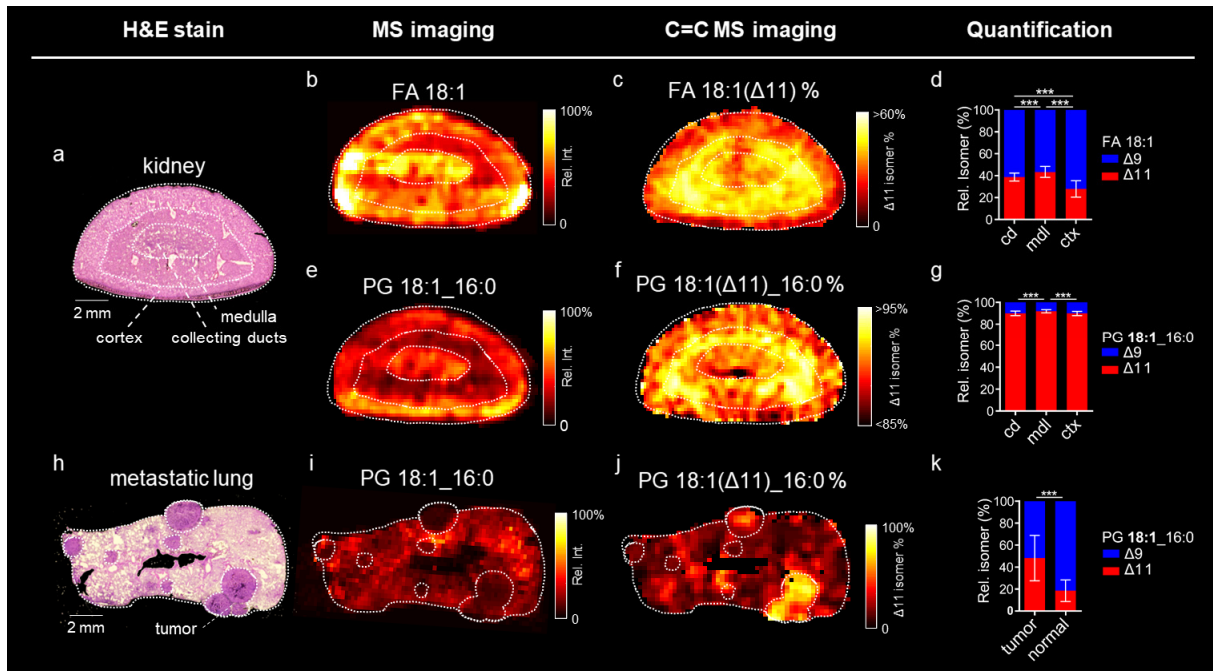 H&E stain
MS imaging
C=C MS imaging
Quantification
a
kidney
2 mm
cortex
collecting ducts
medulla
b
FA 18:1
100%
Rel. Int.
0
c
FA 18:1(Δ11) %
>60%
Δ11 isomer %
0
d
***
*** ***
Rel. Isomer (%)
100
80
60
40
20
0
cd
mdl
ctx
FA 18:1
Δ9
Δ11
e
PG 18:1_16:0
100%
Rel. Int.
0
f
PG 18:1(Δ11)_16:0 %
>95%
Δ11 isomer %
<85%
g
*** ***
Rel. isomer (%)
100
80
60
40
20
0
cd
mdl
ctx
PG 18:1_16:0
Δ9
Δ11
h
metastatic lung
2 mm
tumor
i
PG 18:1_16:0
100%
Rel. Int.
0
j
PG 18:1(Δ11)_16:0 %
100%
Δ11 isomer %
0
k
***
Rel. Isomer (%)
100
80
60
40
20
0
tumor
normal
PG 18:1_16:0
Δ9
Δ11